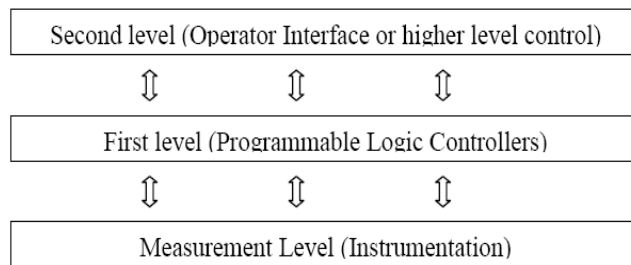 Second level (Operator Interface or higher level control)
First level (Programmable Logic Controllers)
Measurement Level (Instrumentation)